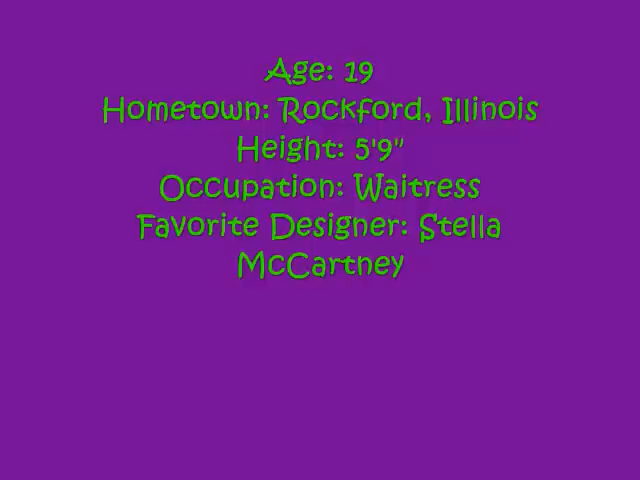 Age: 19
Hometown: Rockford, Illinois
Height: 5'9"
Occupation: Waitress
Favorite Designer: Stella
McCartney